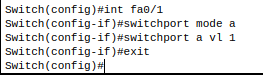 Switch(config)#int fa0/1
Switch(config-if)#switchport mode a
Switch(config-if)#switchport a vl 1
Switch(config-if)#exit
Switch(config)#